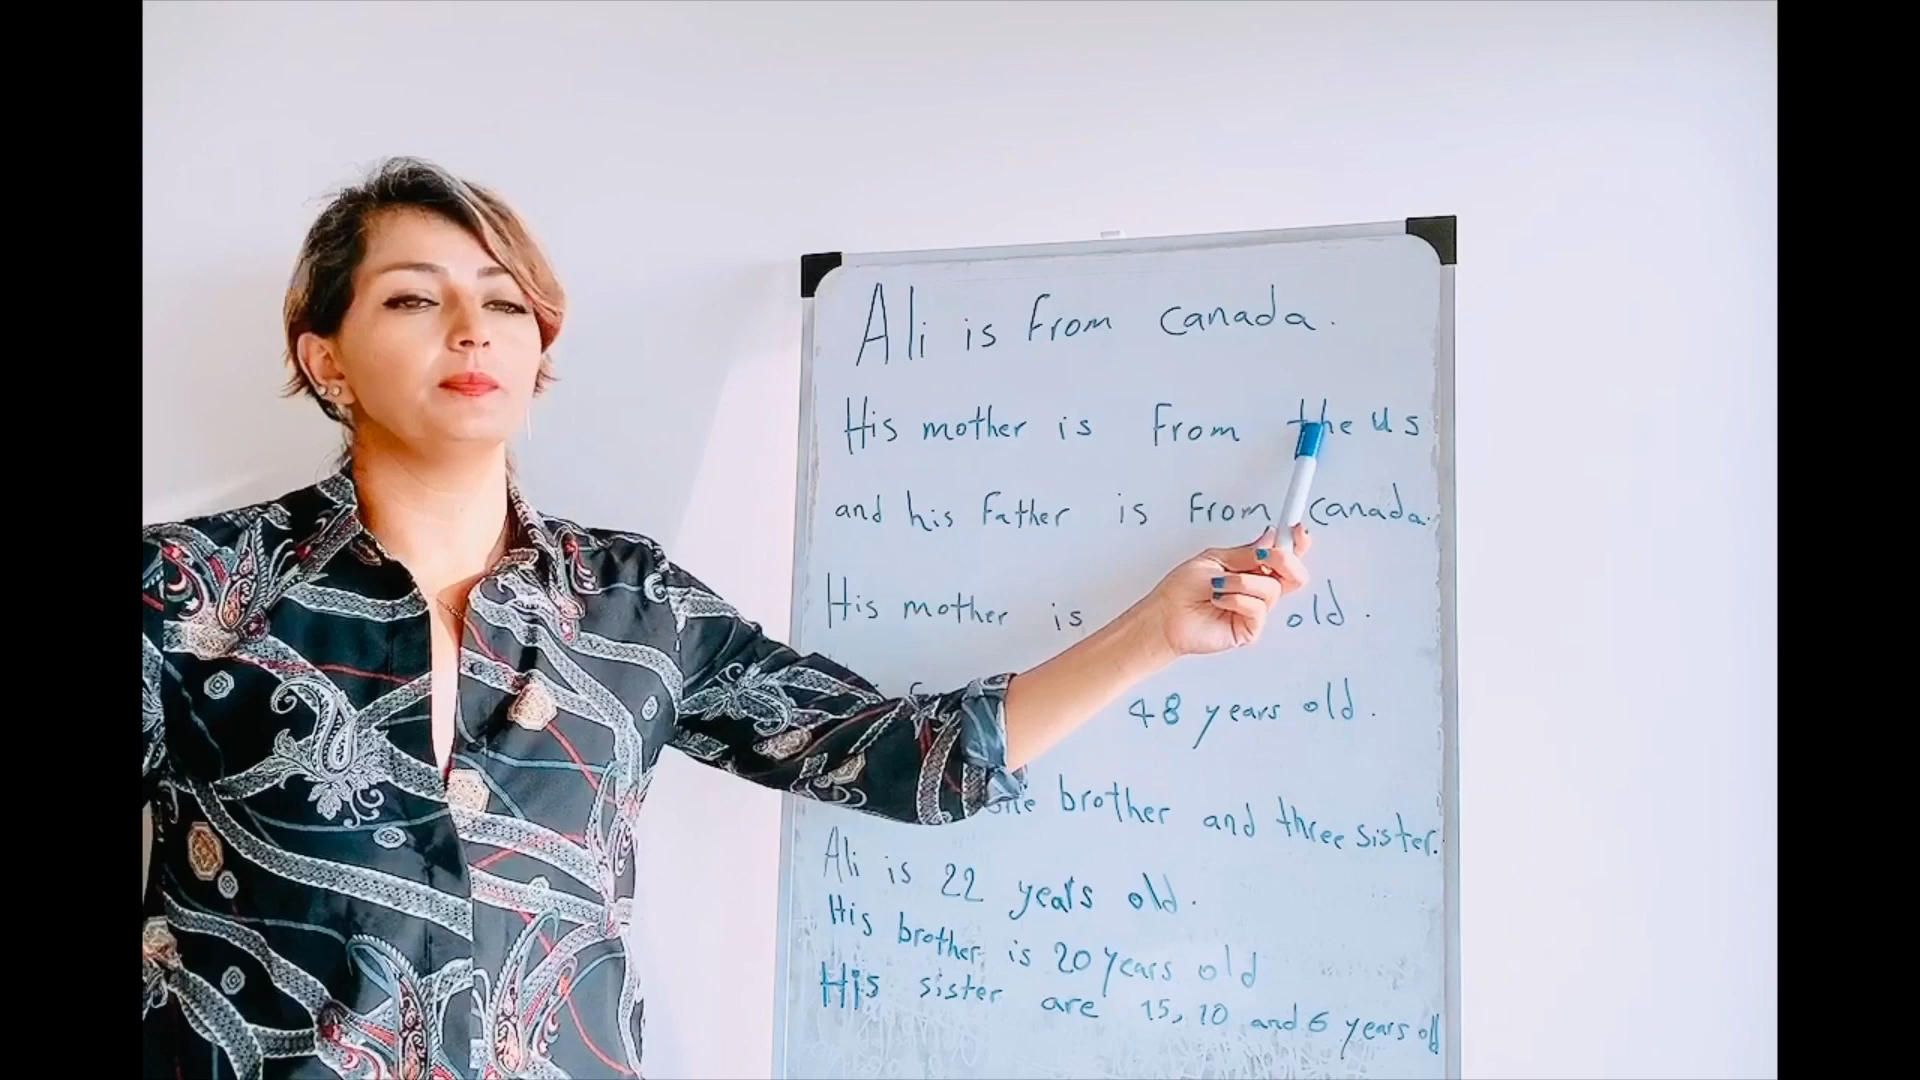 Ali is from canada.
His mother is from the US
and his father is from canada.
His mother is old.
48 years old.
one brother and three sister.
Ali is 22 years old.
His brother is 20 years old
His sister are 15, 10 and 6 years old